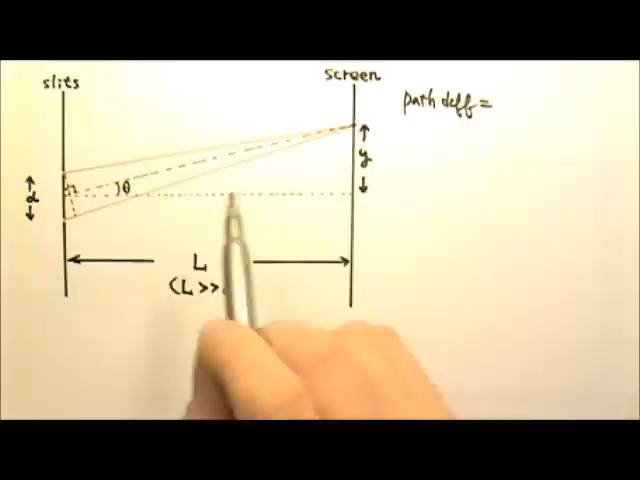 slits
screen
path diff =
y
θ
d
L
(L >>